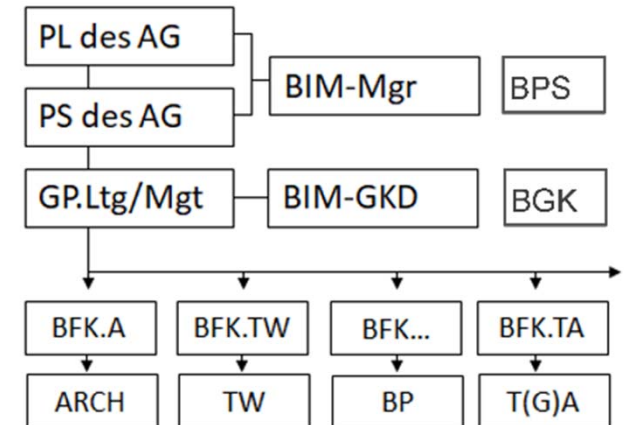 PL des AG
BIM-Mgr
BPS
PS des AG
GP.Ltg/Mgt
BIM-GKD
BGK
BFK.A
BFK.TW
BFK...
BFK.TA
ARCH
TW
BP
T(G)A